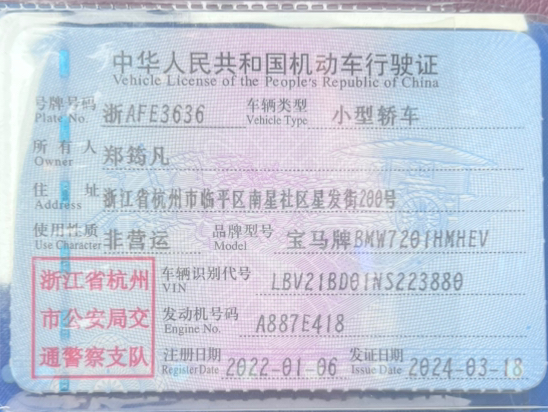 中华人民共和国机动车行驶证
Vehicle License of the People's Republic of China
号牌号码 浙AFE3636 车辆类型 小型轿车
Plate No. Vehicle Type
所有人 郑筠凡
Owner
住址 浙江省杭州市临平区南星社区星发街200号
Address
使用性质 非营运 品牌型号 宝马牌BMW7201HMHEV
Use Character Model
浙江省杭州 车辆识别代号 LBV21BD01NS223880
VIN
市公安局交 发动机号码 A887E418
Engine No.
通警察支队 注册日期 2022-01-06 发证日期 2024-03-18
Register Date Issue Date